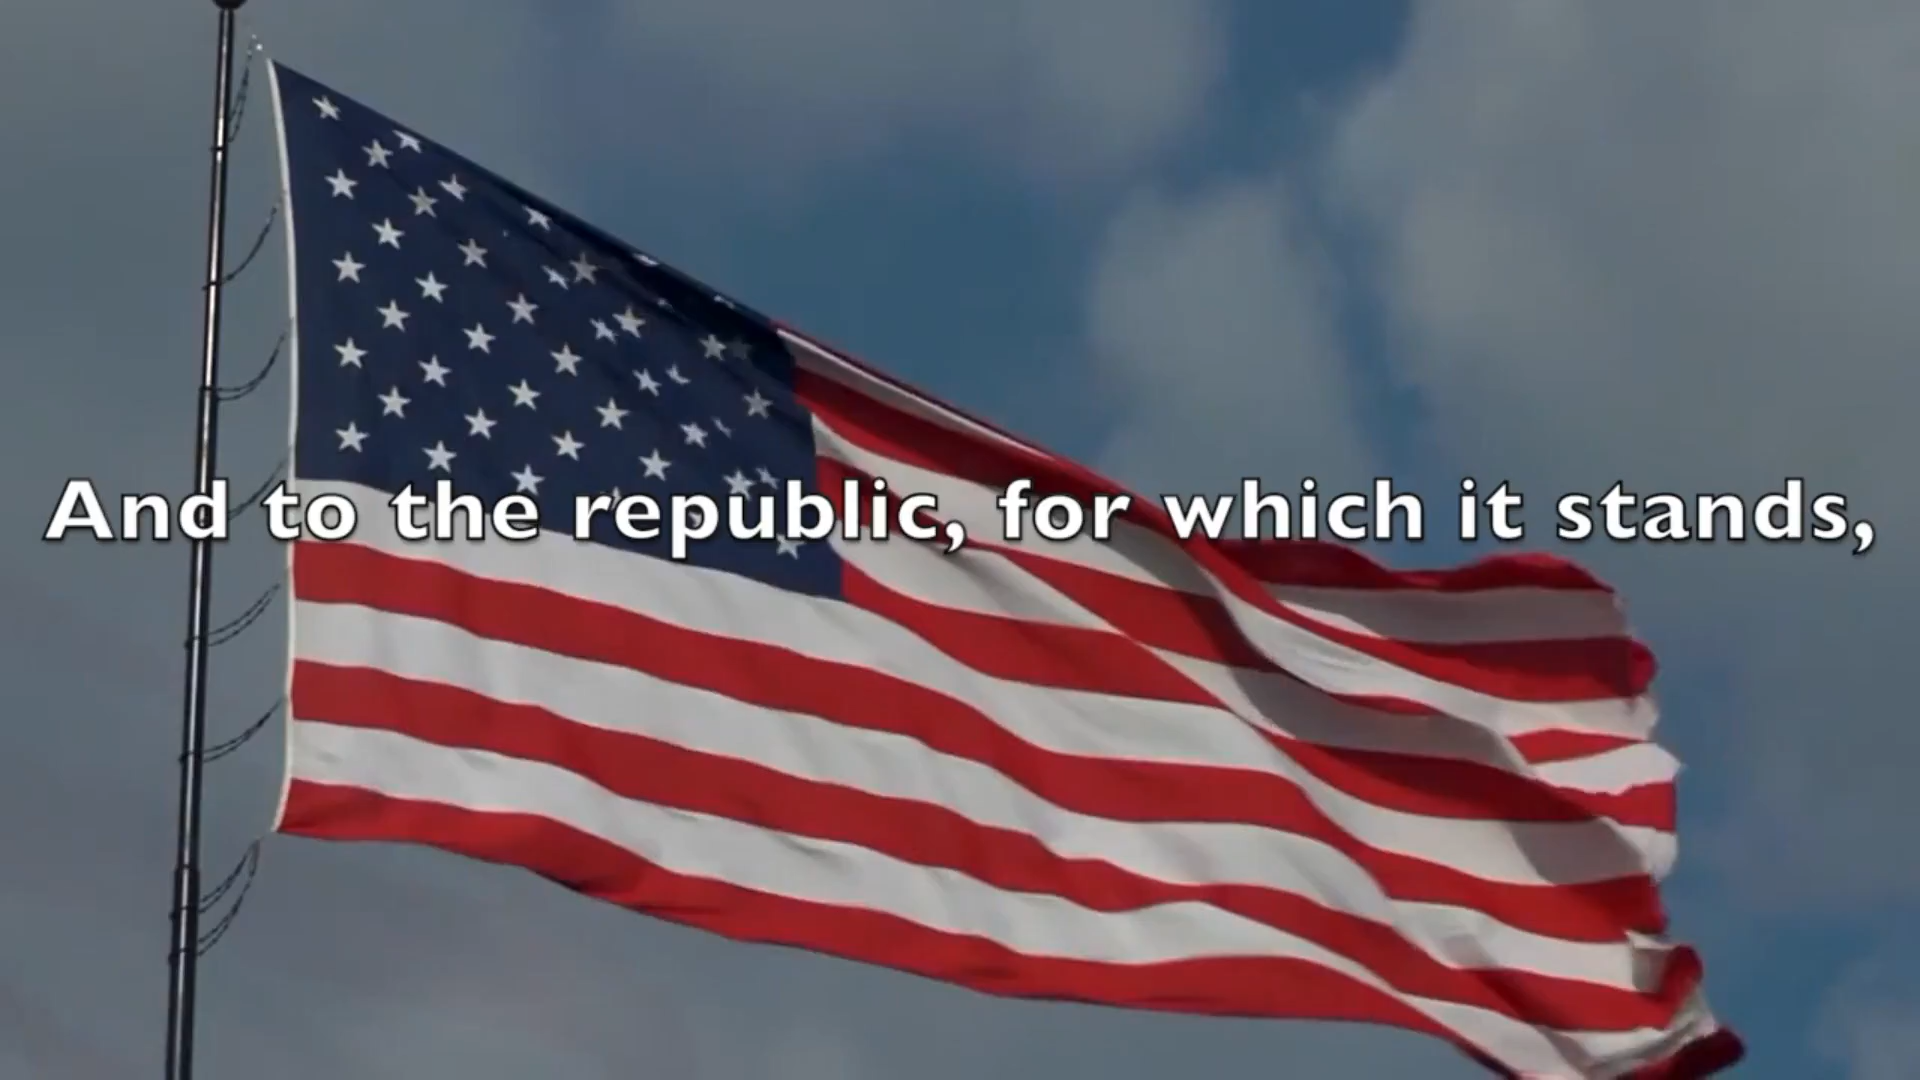 And to the republic, for which it stands,